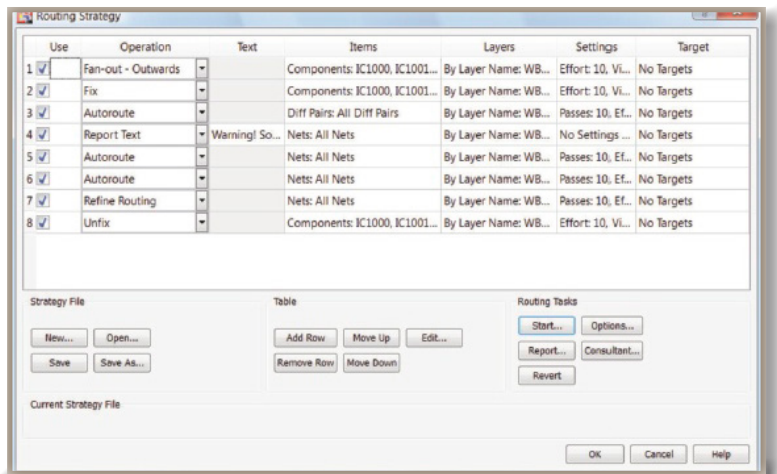 Routing Strategy
Use Operation Text Items Layers Settings Target
1 Fan-out - Outwards Components: IC1000, IC1001... By Layer Name: WB... Effort: 10, Vi... No Targets
2 Fix Components: IC1000, IC1001... By Layer Name: WB... Effort: 10, Vi... No Targets
3 Autoroute Diff Pairs: All Diff Pairs By Layer Name: WB... Passes: 10, Ef... No Targets
4 Report Text Warning! So... Nets: All Nets By Layer Name: WB... No Settings ... No Targets
5 Autoroute Nets: All Nets By Layer Name: WB... Passes: 10, Ef... No Targets
6 Autoroute Nets: All Nets By Layer Name: WB... Passes: 10, Ef... No Targets
7 Refine Routing Nets: All Nets By Layer Name: WB... Passes: 10, Ef... No Targets
8 Unfix Components: IC1000, IC1001... By Layer Name: WB... Effort: 10, Vi... No Targets
Strategy File Table Routing Tasks
Start... Options...
New... Open... Add Row Move Up Edit...
Report... Consultant...
Save Save As... Remove Row Move Down
Revert
Current Strategy File
OK Cancel Help